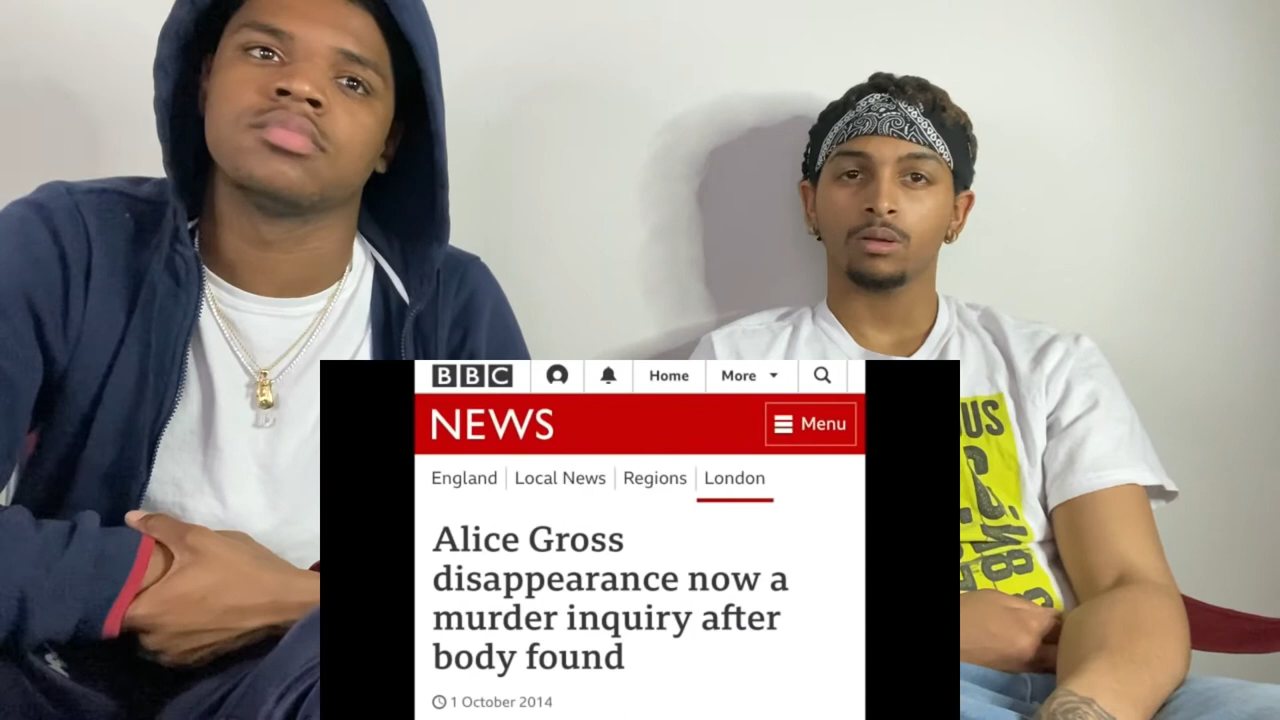 BBC
Home
More
NEWS
Menu
England
Local News
Regions
London
Alice Gross
disappearance now a
murder inquiry after
body found
1 October 2014
US